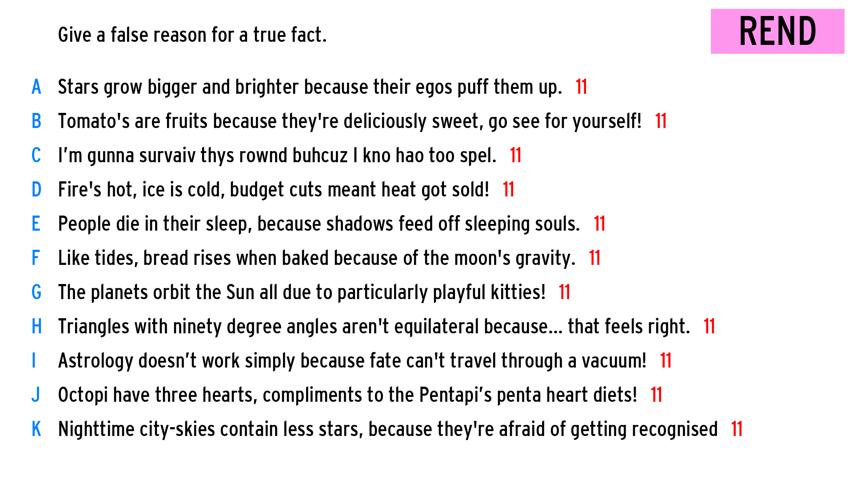 Give a false reason for a true fact.
REND
A Stars grow bigger and brighter because their egos puff them up. 11
B Tomato's are fruits because they're deliciously sweet, go see for yourself! 11
C I'm gunna survaiv thys rownd buhcuz I kno hao too spel. 11
D Fire's hot, ice is cold, budget cuts meant heat got sold! 11
E People die in their sleep, because shadows feed off sleeping souls. 11
F Like tides, bread rises when baked because of the moon's gravity. 11
G The planets orbit the Sun all due to particularly playful kitties! 11
H Triangles with ninety degree angles aren't equilateral because... that feels right. 11
I Astrology doesn’t work simply because fate can't travel through a vacuum! 11
J Octopi have three hearts, compliments to the Pentapi’s penta heart diets! 11
K Nighttime city-skies contain less stars, because they're afraid of getting recognised 11